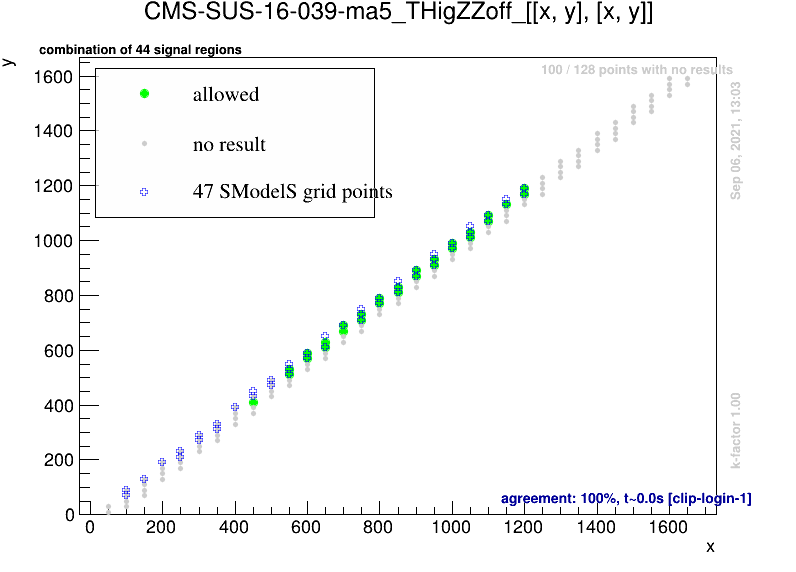 CMS-SUS-16-039-ma5_THigZZoff_[[x, y], [x, y]]
combination of 44 signal regions
y
100 / 128 points with no results
allowed
no result
47 SModelS grid points
Sep 06, 2021, 13:03
k-factor 1.00
agreement: 100%, t~0.0s [clip-login-1]
1600
1400
1200
1000
800
600
400
200
0
0 200 400 600 800 1000 1200 1400 1600
x